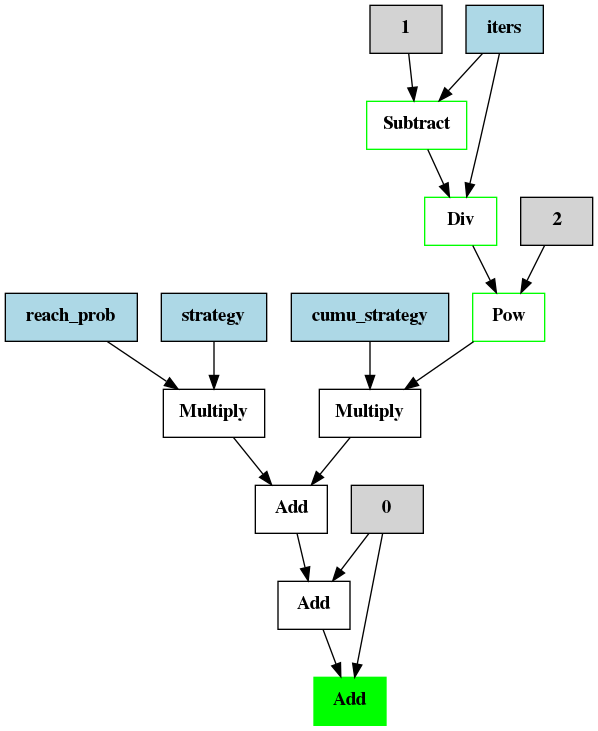 1
iters
Subtract
Div
2
reach_prob
strategy
cumu_strategy
Pow
Multiply
Multiply
Add
0
Add
Add